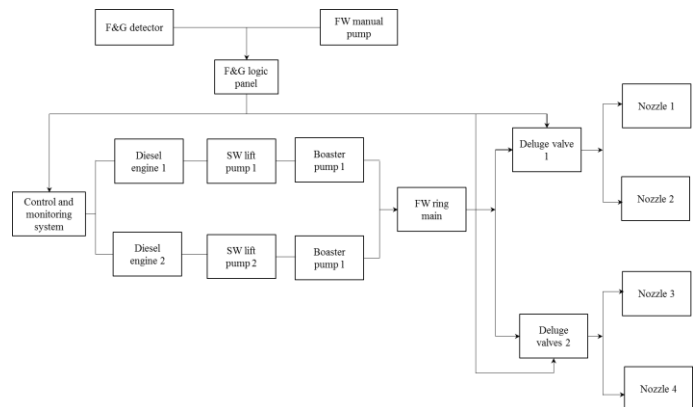 F&G detector
FW manual
pump
F&G logic
panel
Nozzle 1
Deluge valve
1
Diesel
engine 1
SW lift
pump 1
Boaster
pump 1
Nozzle 2
Control and
monitoring
system
FW ring
main
Diesel
engine 2
SW lift
pump 2
Boaster
pump 1
Nozzle 3
Deluge
valves 2
Nozzle 4